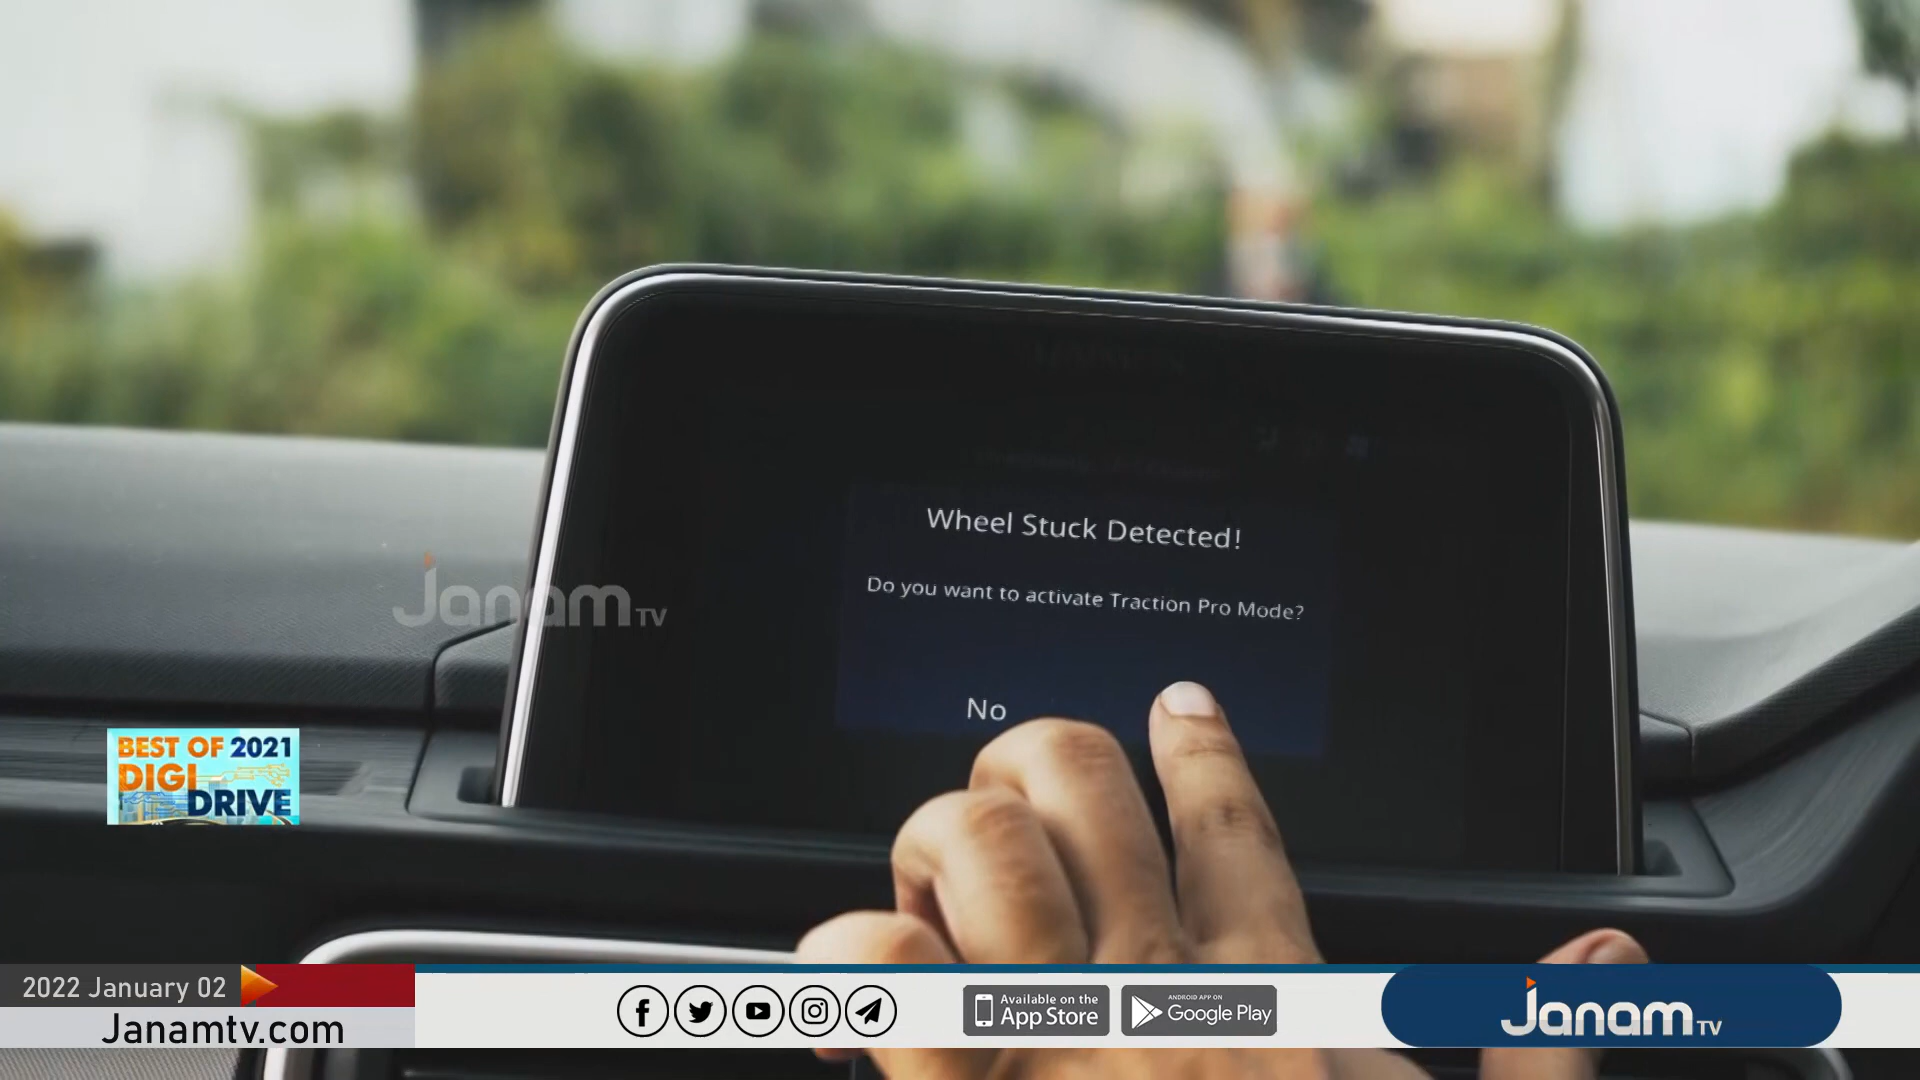 Wheel Stuck Detected!
Do you want to activate Traction Pro Mode?
No
Janam TV
BEST OF 2021
DIGI
DRIVE
2022 January 02
Janamtv.com
Available on the
App Store
ANDROID APP ON
Google Play
Janam TV